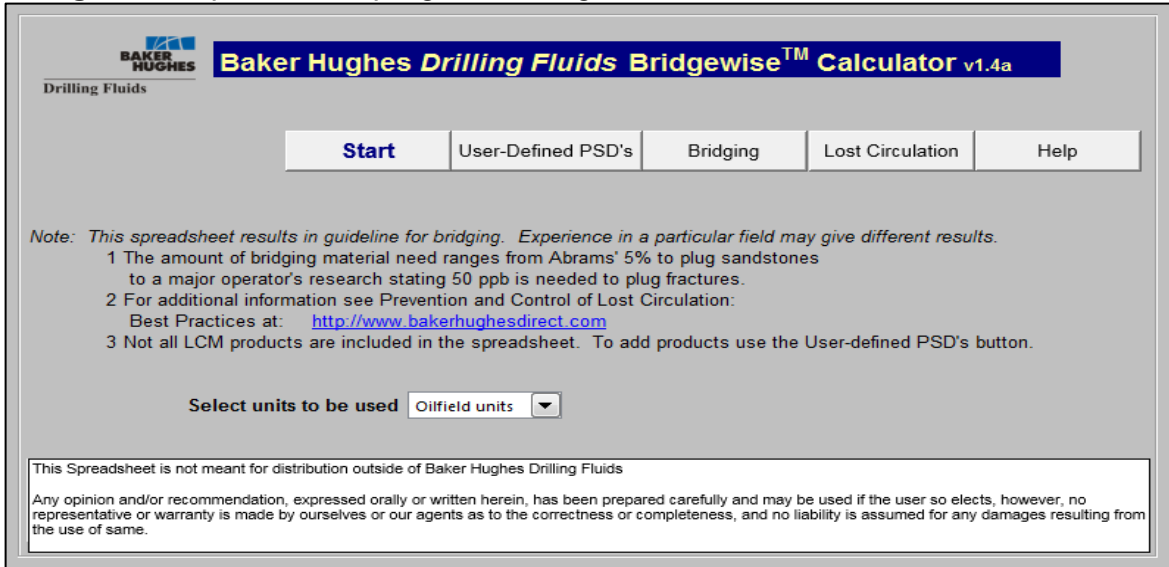 BAKER
HUGHES
Drilling Fluids
Baker Hughes Drilling Fluids Bridgewise™ Calculator v1.4a
Start User-Defined PSD's Bridging Lost Circulation Help
Note: This spreadsheet results in guideline for bridging. Experience in a particular field may give different results.
1 The amount of bridging material need ranges from Abrams' 5% to plug sandstones
to a major operator's research stating 50 ppb is needed to plug fractures.
2 For additional information see Prevention and Control of Lost Circulation:
Best Practices at: http://www.bakerhughesdirect.com
3 Not all LCM products are included in the spreadsheet. To add products use the User-defined PSD's button.
Select units to be used Oilfield units
This Spreadsheet is not meant for distribution outside of Baker Hughes Drilling Fluids
Any opinion and/or recommendation, expressed orally or written herein, has been prepared carefully and may be used if the user so elects, however, no
representative or warranty is made by ourselves or our agents as to the correctness or completeness, and no liability is assumed for any damages resulting from
the use of same.